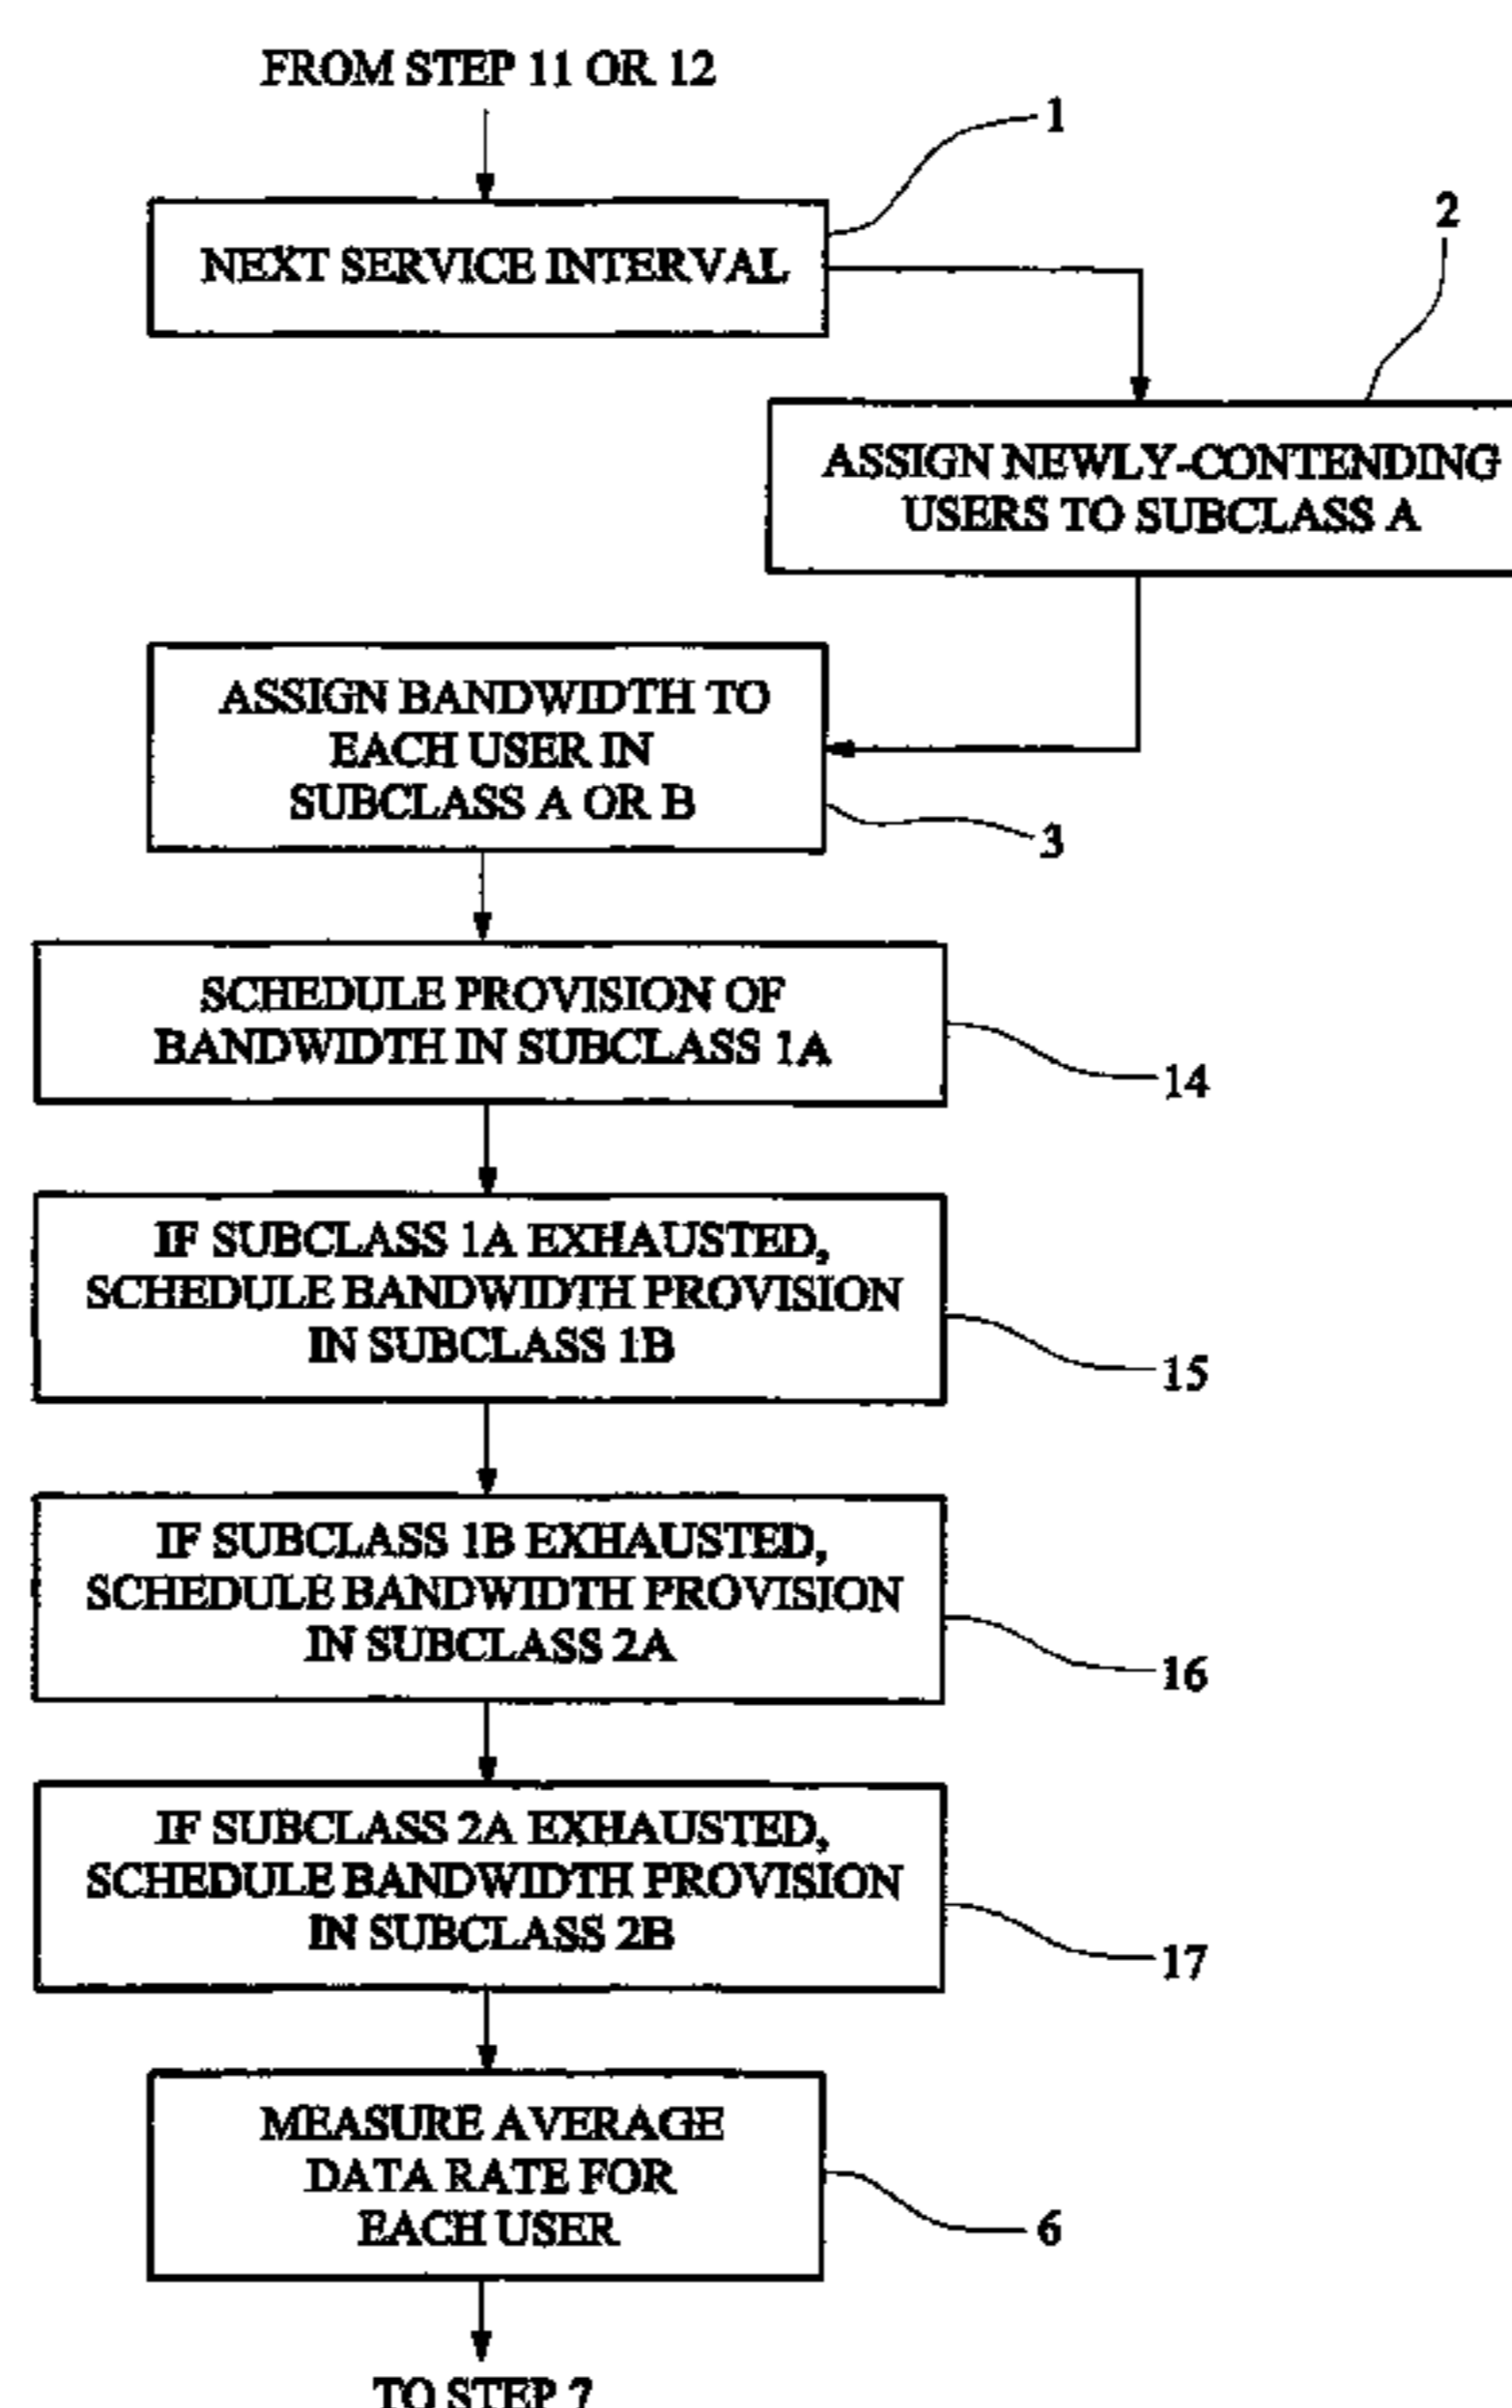 FROM STEP 11 OR 12
1
NEXT SERVICE INTERVAL
2
ASSIGN NEWLY-CONTENDING
USERS TO SUBCLASS A
ASSIGN BANDWIDTH TO
EACH USER IN
SUBCLASS A OR B
3
SCHEDULE PROVISION OF
BANDWIDTH IN SUBCLASS 1A
14
IF SUBCLASS 1A EXHAUSTED,
SCHEDULE BANDWIDTH PROVISION
IN SUBCLASS 1B
15
IF SUBCLASS 1B EXHAUSTED,
SCHEDULE BANDWIDTH PROVISION
IN SUBCLASS 2A
16
IF SUBCLASS 2A EXHAUSTED,
SCHEDULE BANDWIDTH PROVISION
IN SUBCLASS 2B
17
MEASURE AVERAGE
DATA RATE FOR
EACH USER
6
TO STEP 7